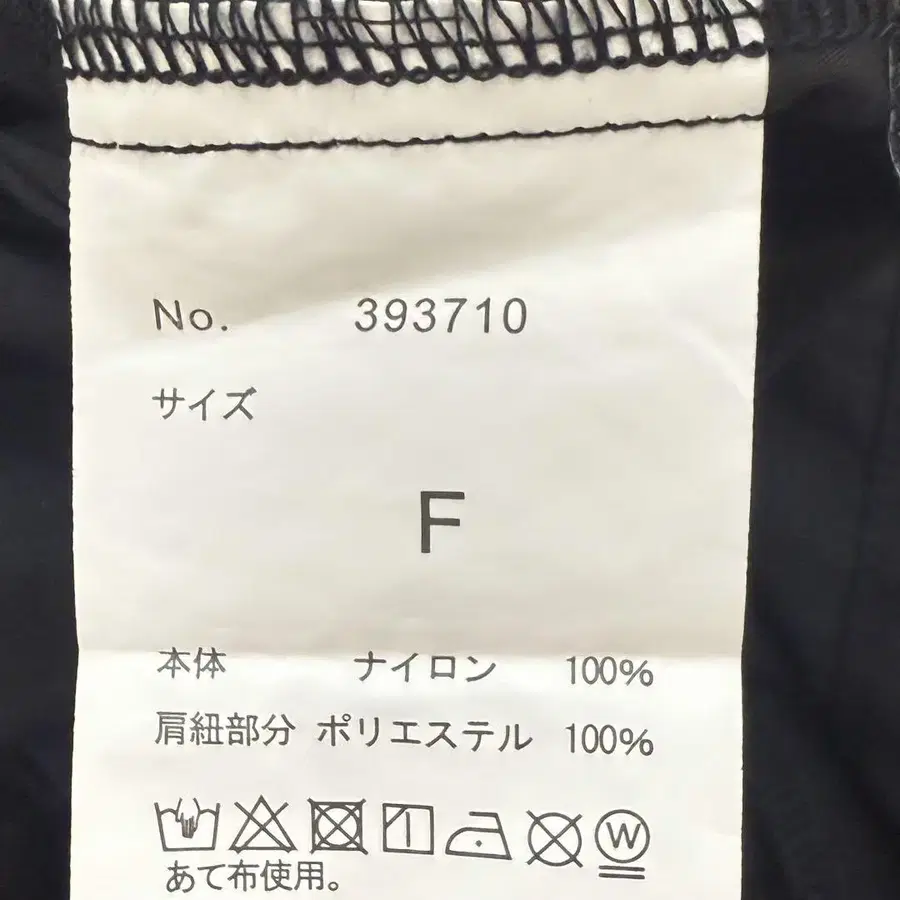 No. 393710
サイズ
F
本体 ナイロン 100%
肩紐部分 ポリエステル 100%
W
あて布使用。